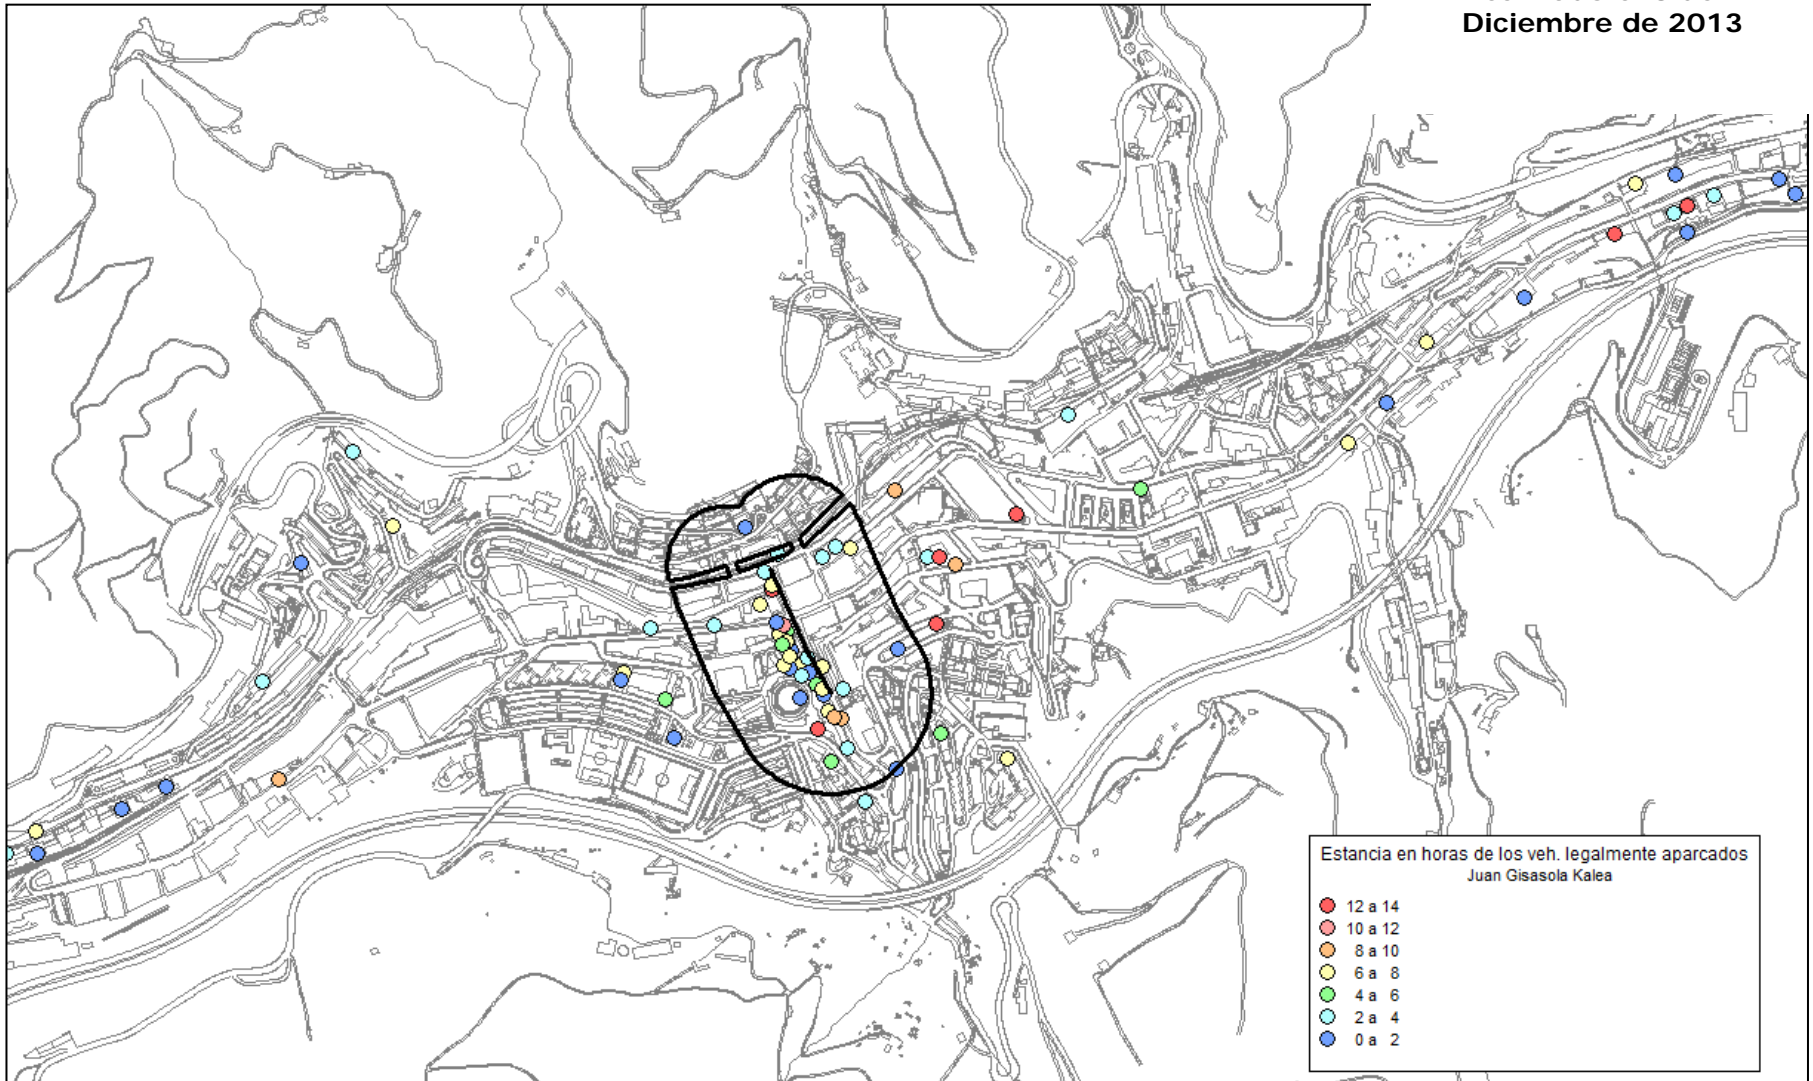 Diciembre de 2013
Estancia en horas de los veh. legalmente aparcados
Juan Gisasola Kalea
12 a 14
10 a 12
8 a 10
6 a 8
4 a 6
2 a 4
0 a 2